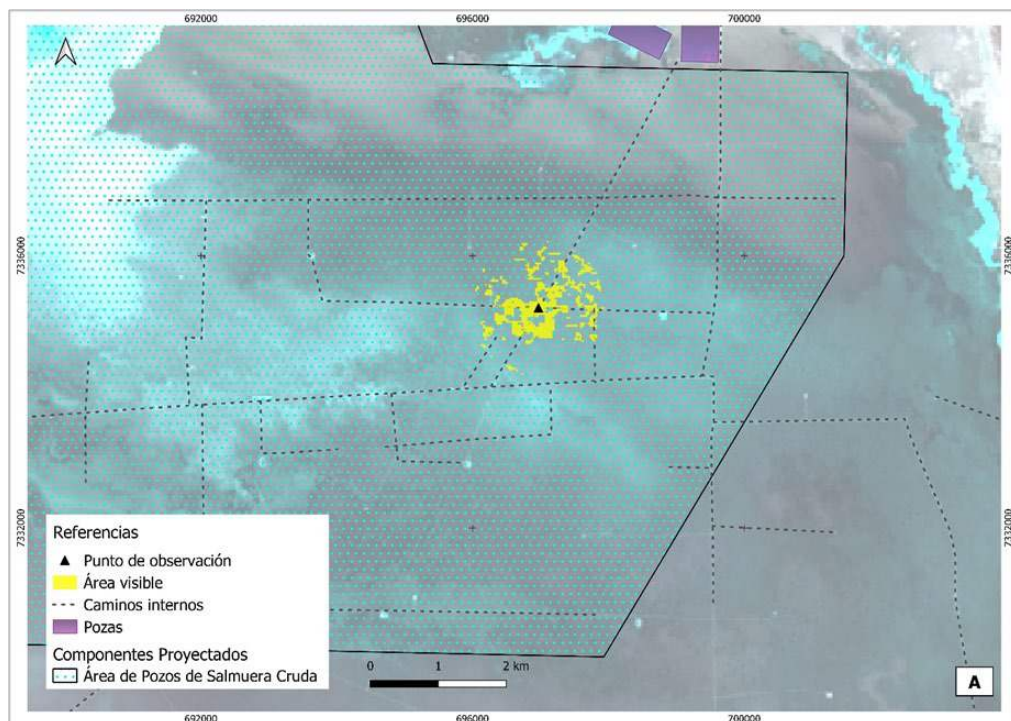 692000 696000 700000
7336000 7336000
7332000 7332000
Referencias
Punto de observación
Área visible
Caminos internos
Pozas
Componentes Proyectados
Área de Pozos de Salmuera Cruda
0 1 2 km
A
692000 696000 700000